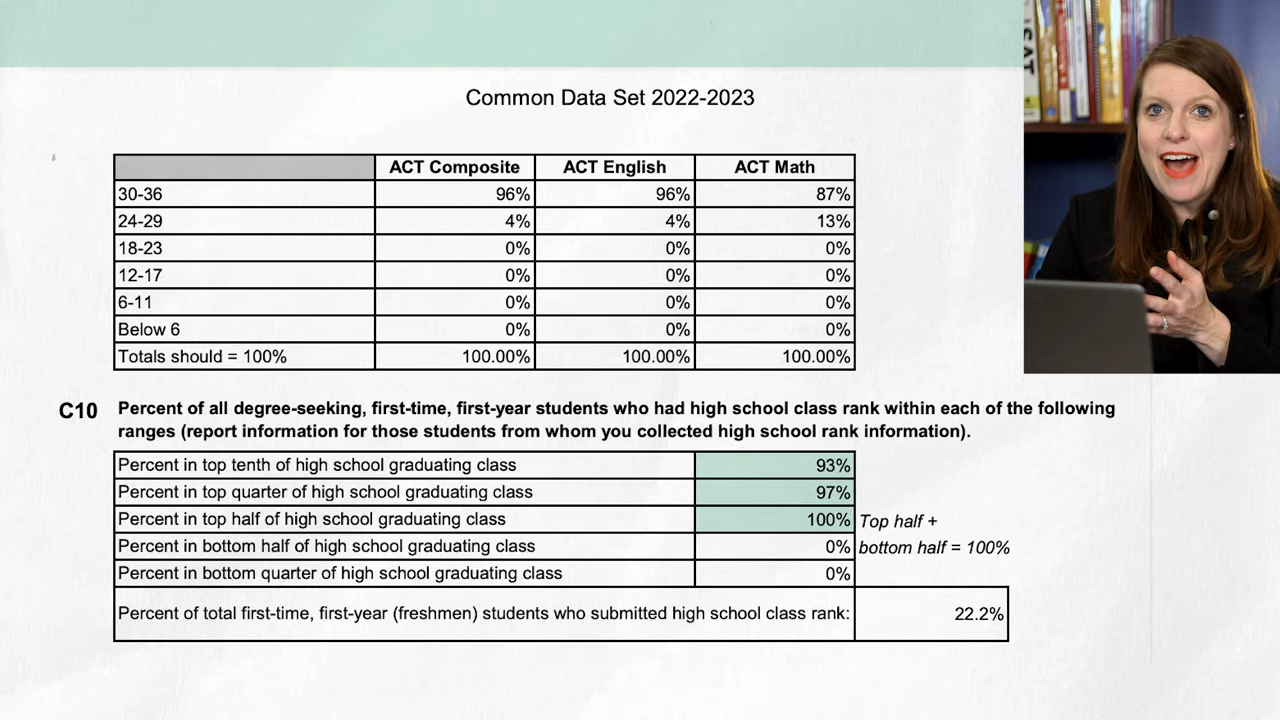 Common Data Set 2022-2023
ACT Composite ACT English ACT Math
30-36 96% 96% 87%
24-29 4% 4% 13%
18-23 0% 0% 0%
12-17 0% 0% 0%
6-11 0% 0% 0%
Below 6 0% 0% 0%
Totals should = 100% 100.00% 100.00% 100.00%
C10 Percent of all degree-seeking, first-time, first-year students who had high school class rank within each of the following
ranges (report information for those students from whom you collected high school rank information).
Percent in top tenth of high school graduating class 93%
Percent in top quarter of high school graduating class 97%
Percent in top half of high school graduating class 100% Top half +
Percent in bottom half of high school graduating class 0% bottom half = 100%
Percent in bottom quarter of high school graduating class 0%
Percent of total first-time, first-year (freshmen) students who submitted high school class rank: 22.2%
SAT